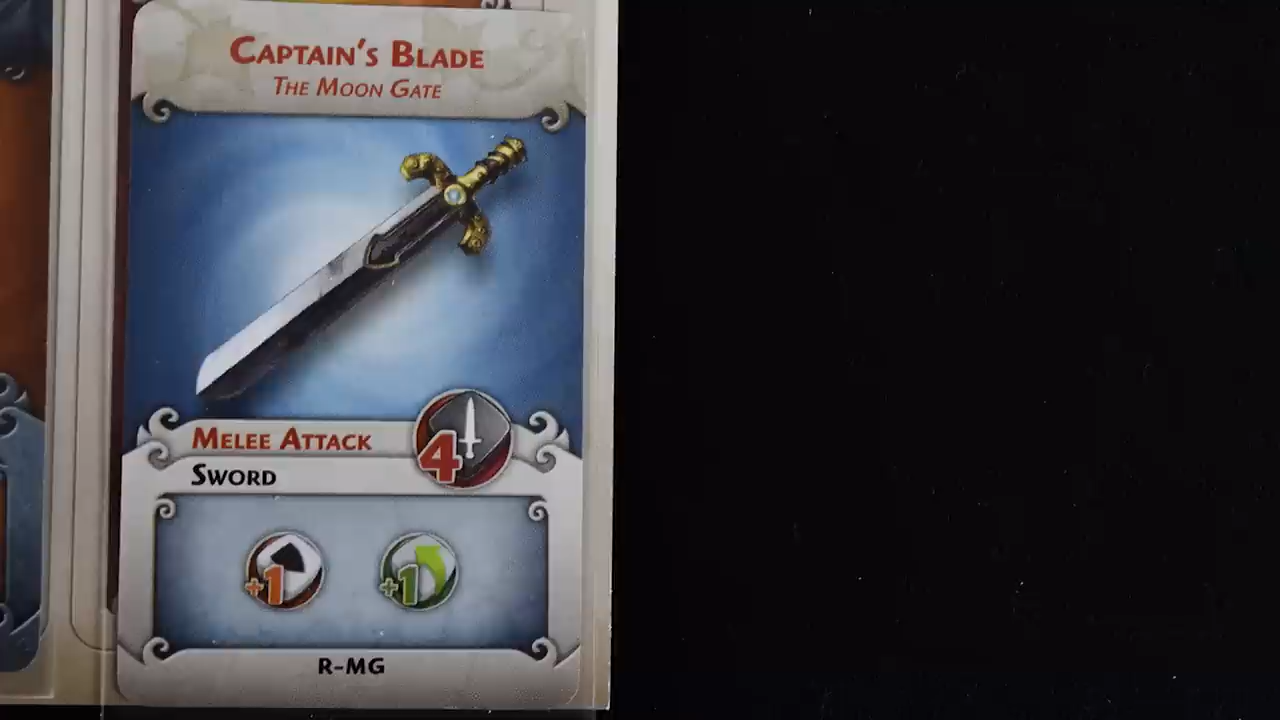 CAPTAIN'S BLADE
THE MOON GATE
MELEE ATTACK
4
SWORD
+1
+1
R-MG